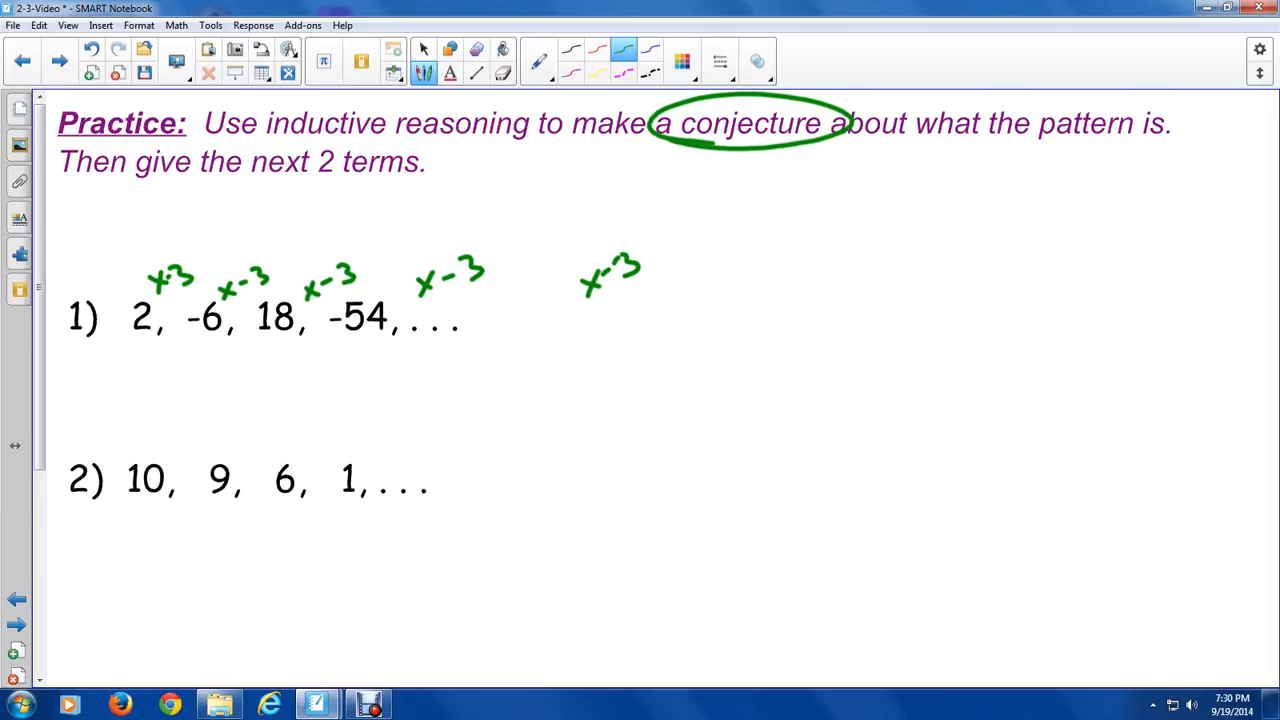 2-3-Video * - SMART Notebook
File Edit View Insert Format Math Tools Response Add-ons Help
Practice: Use inductive reasoning to make a conjecture about what the pattern is.
Then give the next 2 terms.
x-3 x-3 x-3 x-3 x-3
1) 2, -6, 18, -54, . . .
2) 10, 9, 6, 1, . . .
7:30 PM
9/19/2014